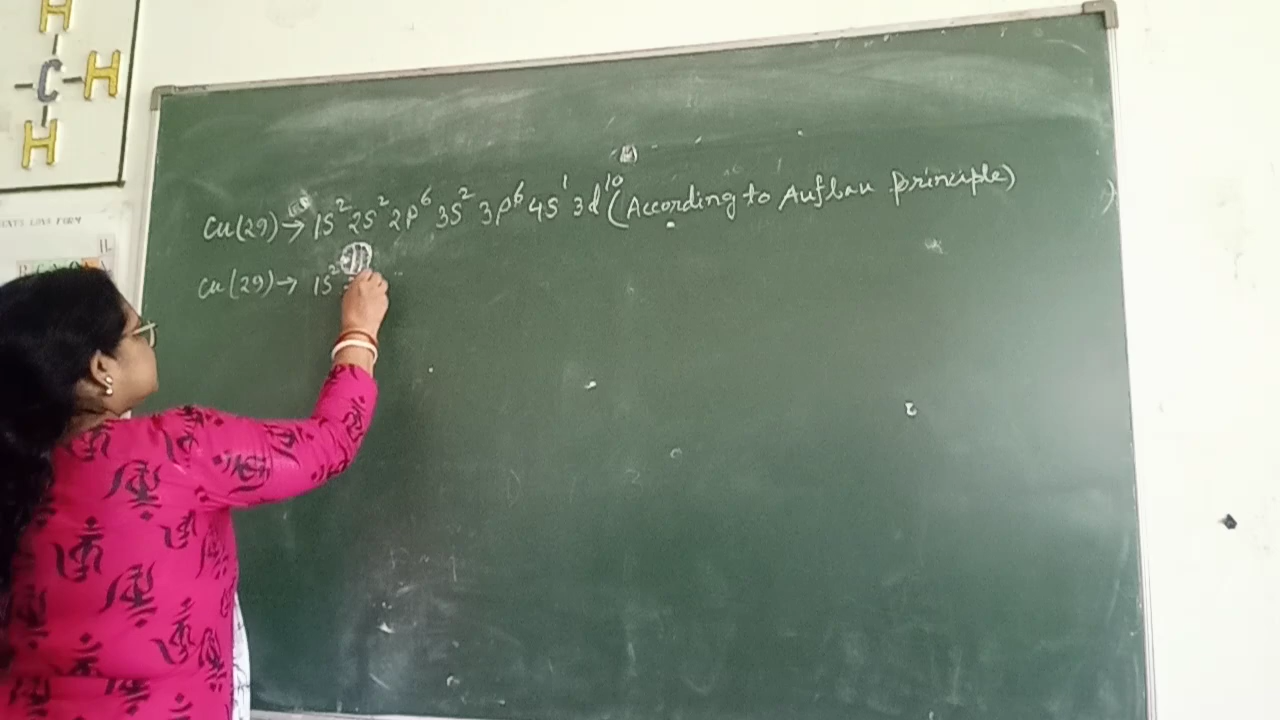 H
C H
H
Cu(29) → 1s² 2s² 2p⁶ 3s² 3p⁶ 4s¹ 3d¹⁰ (According to Aufbau principle)
Cu(29) → 1s²